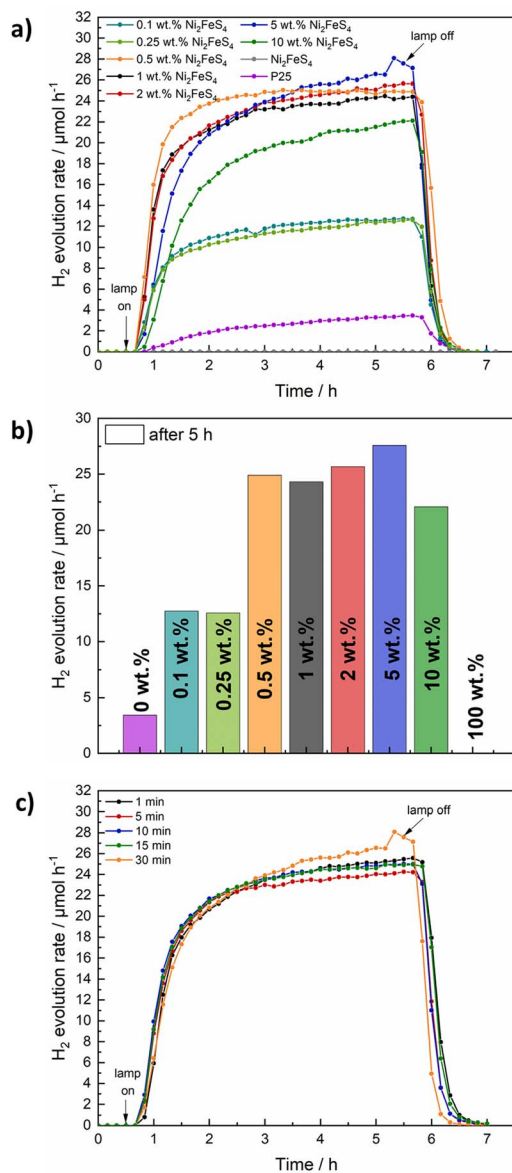 a)
0.1 wt.% Ni₂FeS₄
0.25 wt.% Ni₂FeS₄
0.5 wt.% Ni₂FeS₄
1 wt.% Ni₂FeS₄
2 wt.% Ni₂FeS₄
5 wt.% Ni₂FeS₄
10 wt.% Ni₂FeS₄
Ni₂FeS₄
P25
lamp off
lamp
on
H₂ evolution rate / µmol h⁻¹
32
30
28
26
24
22
20
18
16
14
12
10
8
6
4
2
0
0 1 2 3 4 5 6 7
Time / h
b)
after 5 h
H₂ evolution rate / µmol h⁻¹
30
25
20
15
10
5
0
0 wt.%
0.1 wt.%
0.25 wt.%
0.5 wt.%
1 wt.%
2 wt.%
5 wt.%
10 wt.%
100 wt.%
c)
1 min
5 min
10 min
15 min
30 min
lamp off
lamp
on
H₂ evolution rate / µmol h⁻¹
32
30
28
26
24
22
20
18
16
14
12
10
8
6
4
2
0
0 1 2 3 4 5 6 7
Time / h